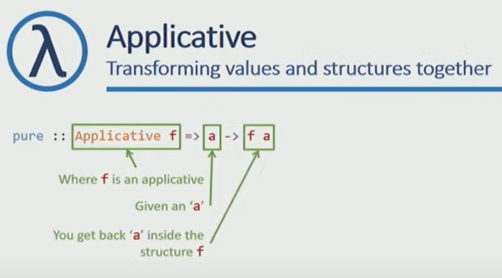 λ
Applicative
Transforming values and structures together
pure :: Applicative f => a -> f a
Where f is an applicative
Given an ‘a’
You get back ‘a’ inside the
structure f